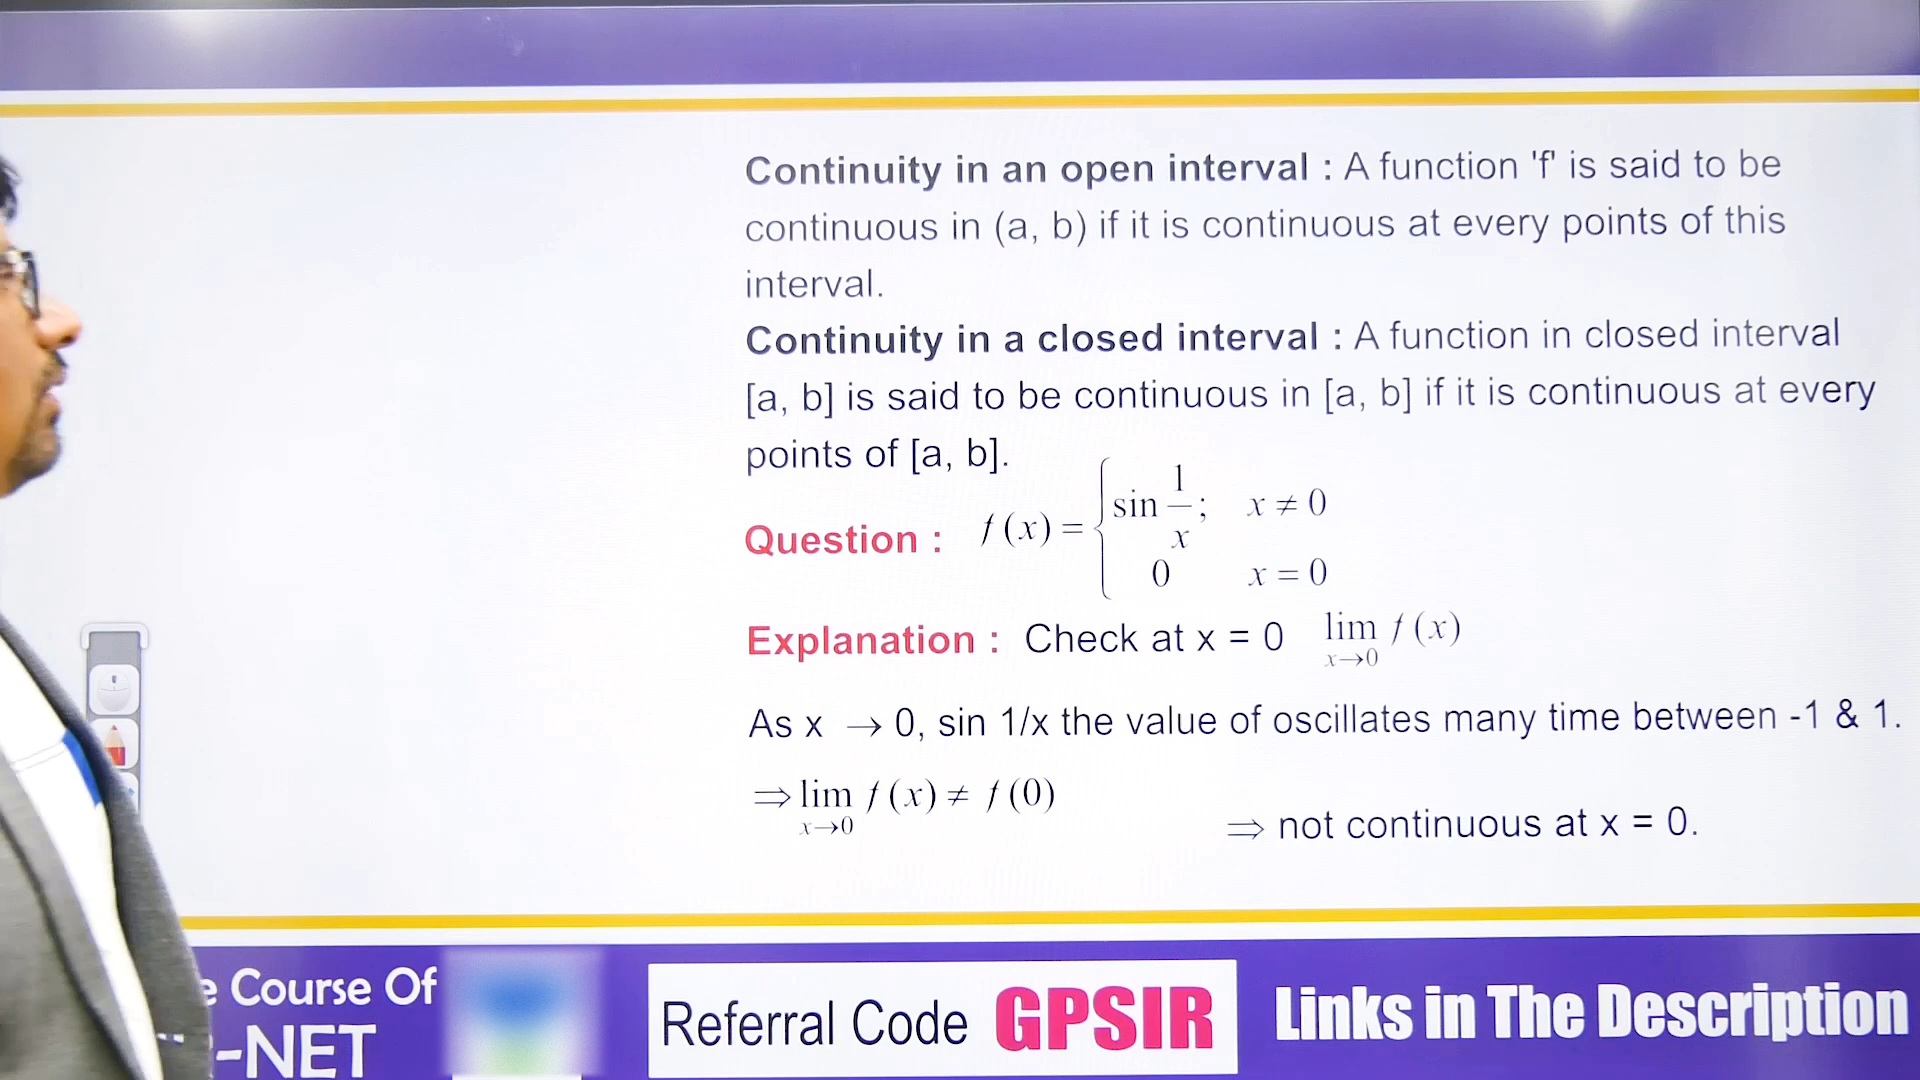 Continuity in an open interval : A function 'f' is said to be
continuous in (a, b) if it is continuous at every points of this
interval.
Continuity in a closed interval : A function in closed interval
[a, b] is said to be continuous in [a, b] if it is continuous at every
points of [a, b].
Question : f (x) = { sin 1/x ; x ≠ 0
0 x = 0
Explanation : Check at x = 0 lim x→0 f (x)
As x → 0, sin 1/x the value of oscillates many time between -1 & 1.
⇒ lim x→0 f (x) ≠ f (0)
⇒ not continuous at x = 0.
Course Of
-NET
Referral Code GPSIR
Links in The Description